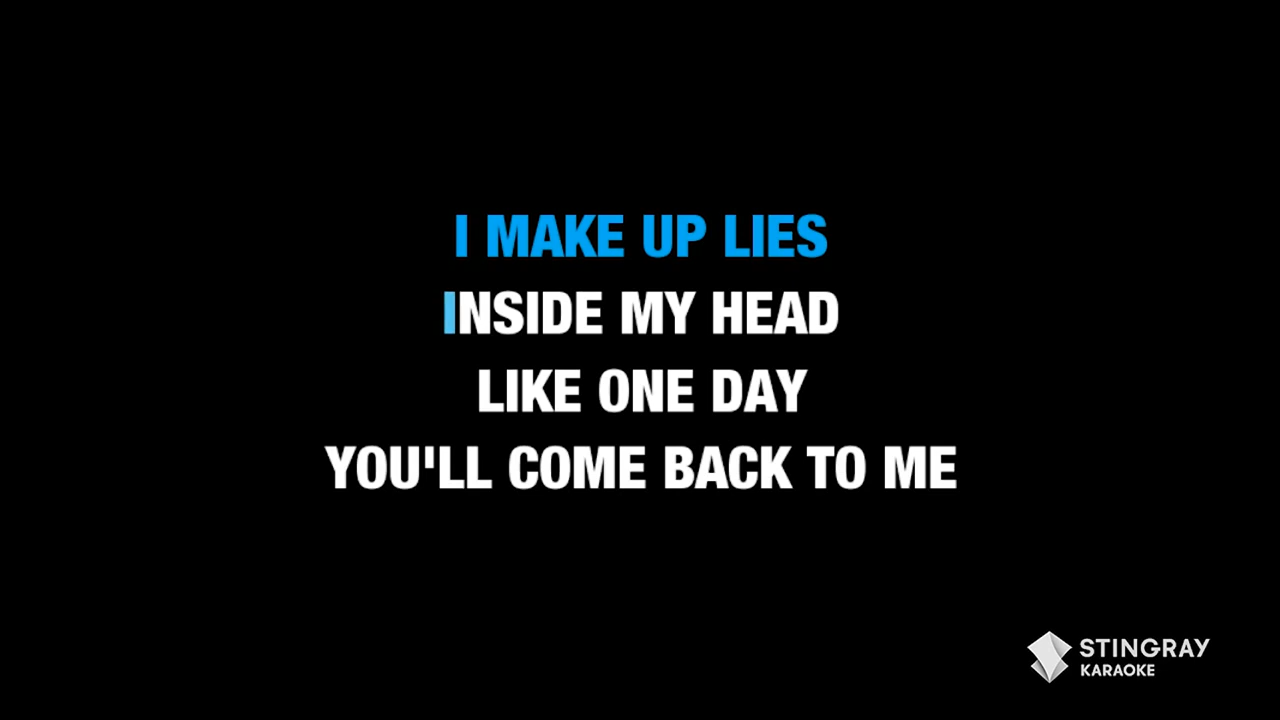 I MAKE UP LIES
INSIDE MY HEAD
LIKE ONE DAY
YOU'LL COME BACK TO ME
STINGRAY
KARAOKE